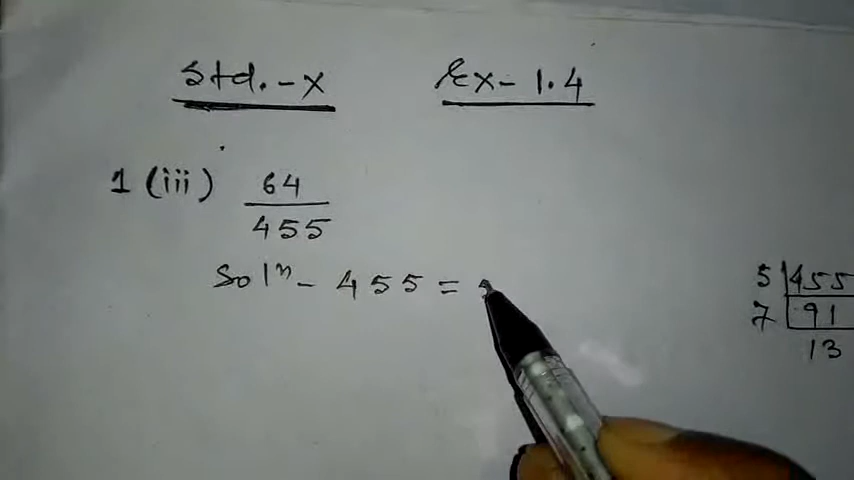 Std. - X Ex - 1.4
1 (iii) 64
455
Solⁿ - 455 =
5 455
7 91
13